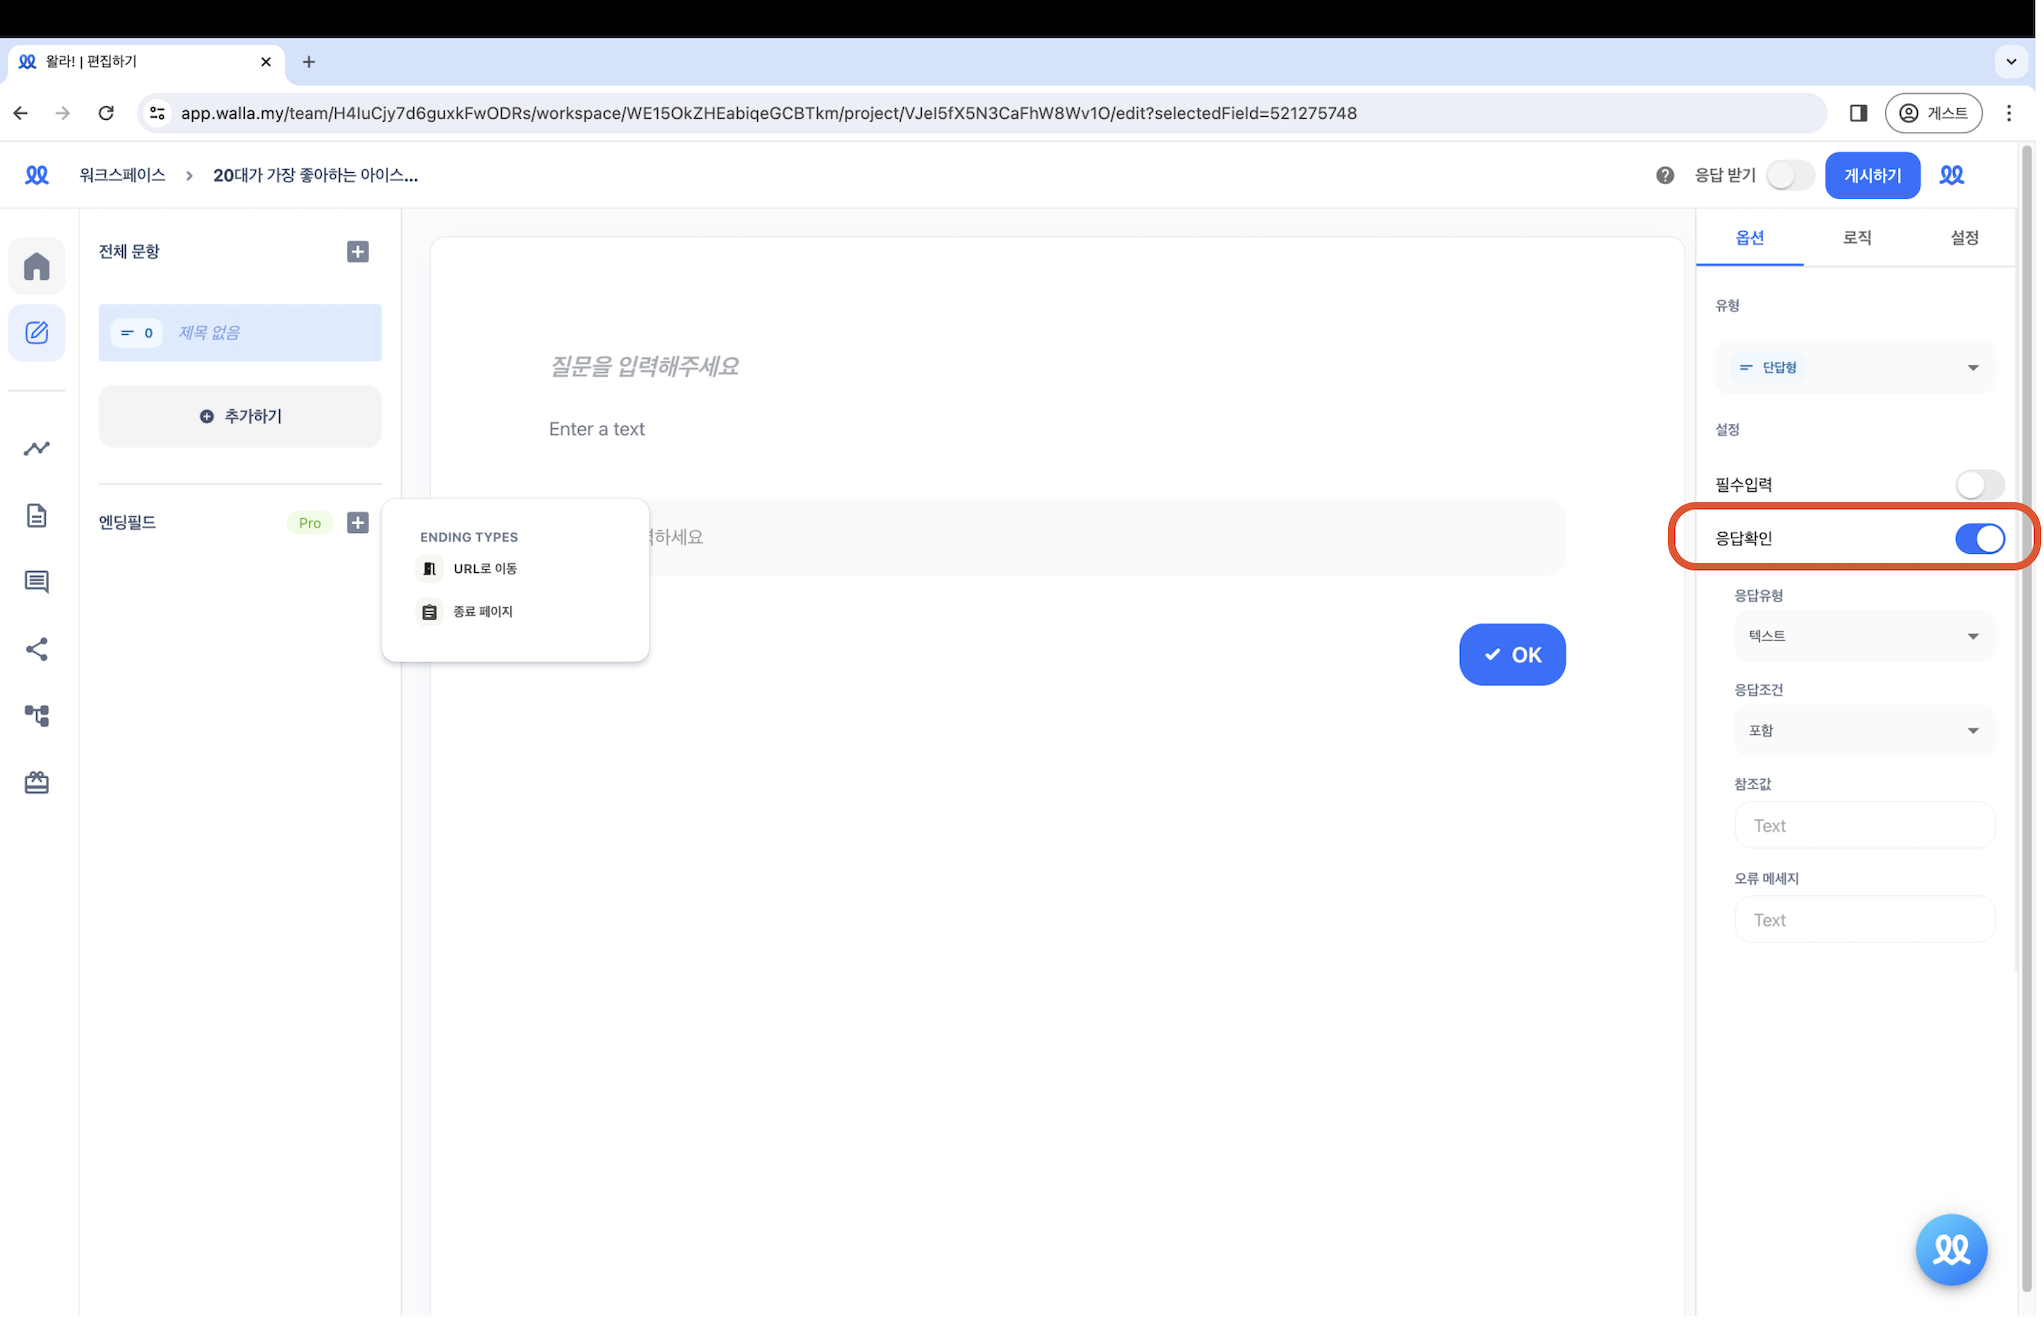 왈라! | 편집하기
app.walla.my/team/H4IuCjy7d6guxkFwODRs/workspace/WE15OkZHEabiqeGCBTkm/project/VJeI5fX5N3CaFhW8Wv1O/edit?selectedField=521275748
게스트
워크스페이스 > 20대가 가장 좋아하는 아이스...
응답 받기
게시하기
전체 문항
0 제목 없음
추가하기
엔딩필드 Pro
ENDING TYPES
URL로 이동
종료 페이지
질문을 입력해주세요
Enter a text
하세요
OK
옵션 로직 설정
유형
단답형
설정
필수입력
응답확인
응답유형
텍스트
응답조건
포함
참조값
Text
오류 메세지
Text